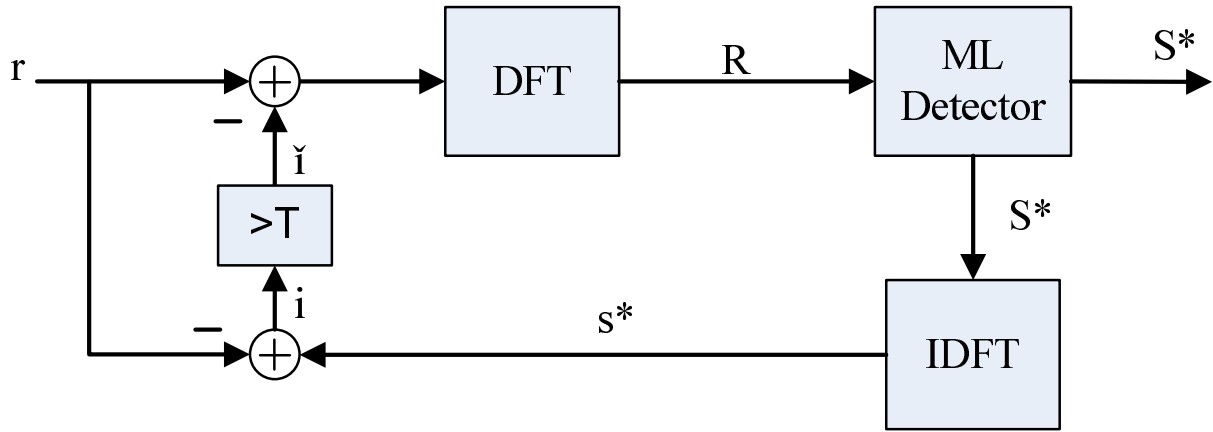 r
DFT
R
ML
Detector
S*
−
ǐ
>T
S*
i
−
s*
IDFT